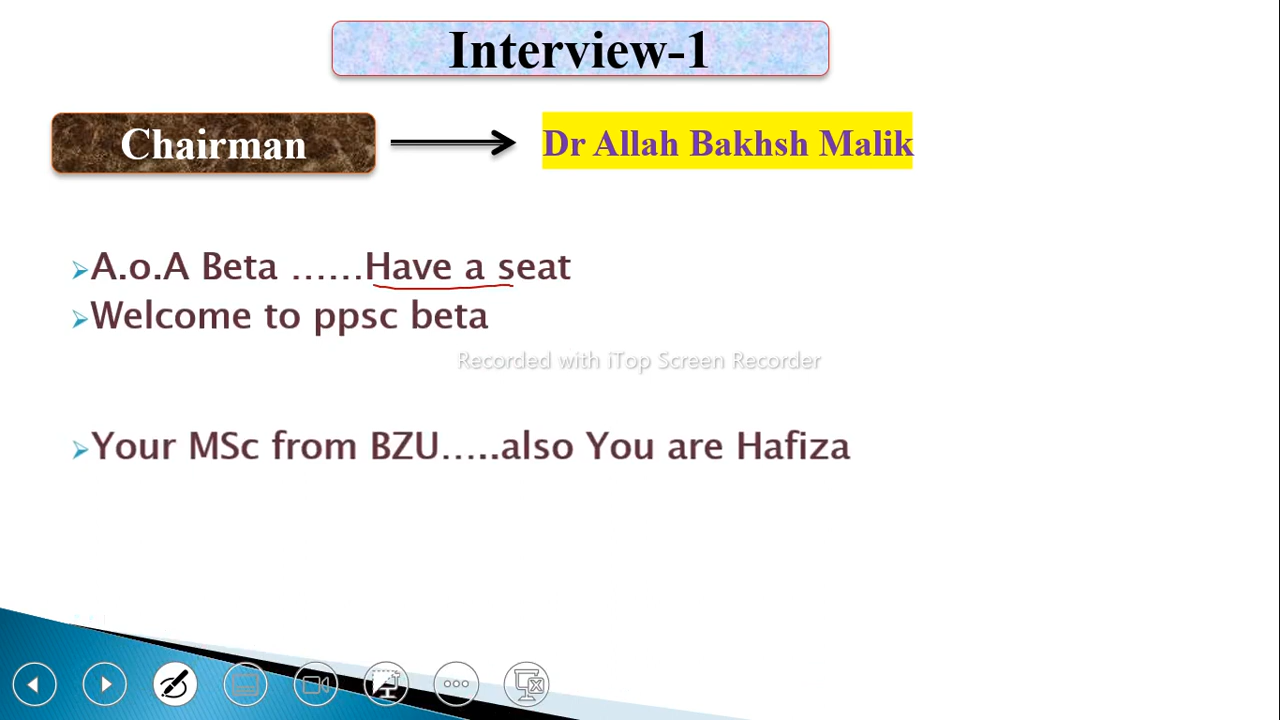 Interview-1
Chairman
Dr Allah Bakhsh Malik
A.o.A Beta ......Have a seat
Welcome to ppsc beta
Recorded with iTop Screen Recorder
Your MSc from BZU.....also You are Hafiza